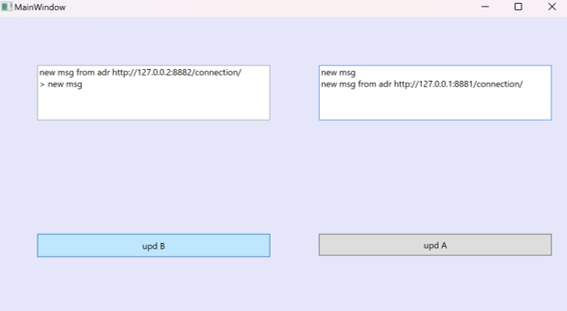 MainWindow
new msg from adr http://127.0.0.2:8882/connection/
> new msg
new msg
new msg from adr http://127.0.0.1:8881/connection/
upd B
upd A